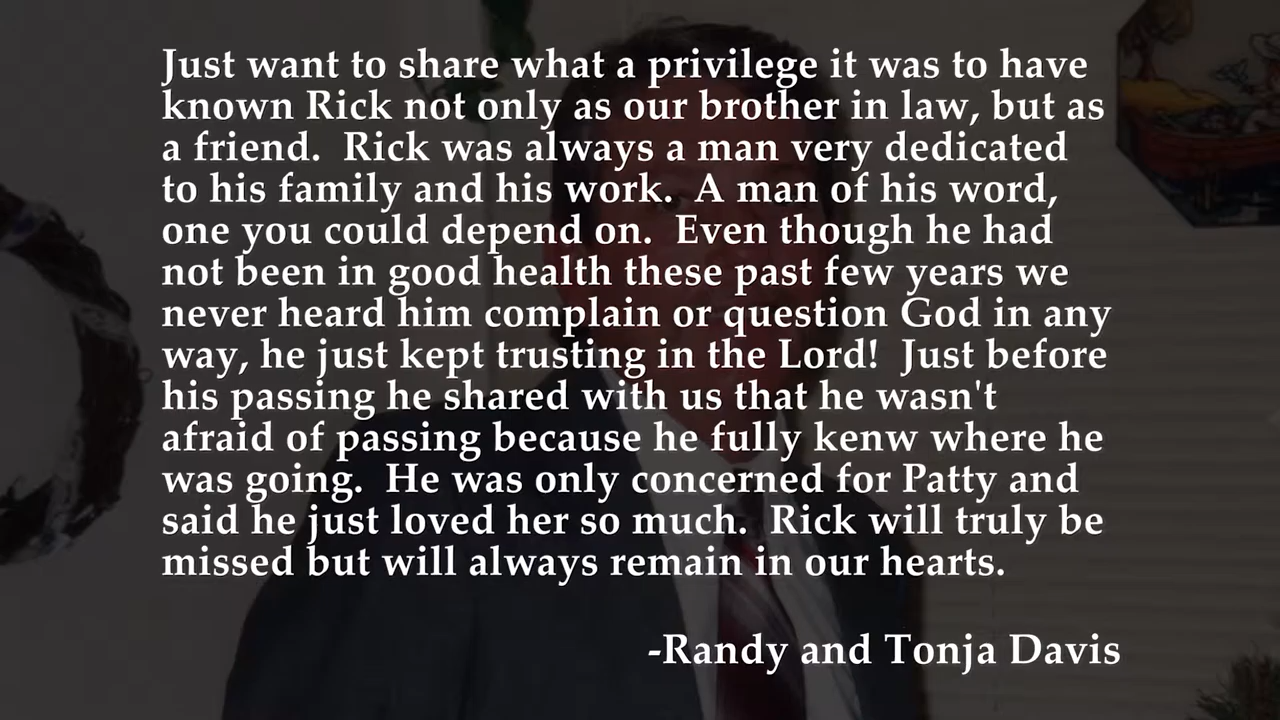 Just want to share what a privilege it was to have
known Rick not only as our brother in law, but as
a friend.  Rick was always a man very dedicated
to his family and his work.  A man of his word,
one you could depend on.  Even though he had
not been in good health these past few years we
never heard him complain or question God in any
way, he just kept trusting in the Lord!  Just before
his passing he shared with us that he wasn't
afraid of passing because he fully kenw where he
was going.  He was only concerned for Patty and
said he just loved her so much.  Rick will truly be
missed but will always remain in our hearts.
-Randy and Tonja Davis